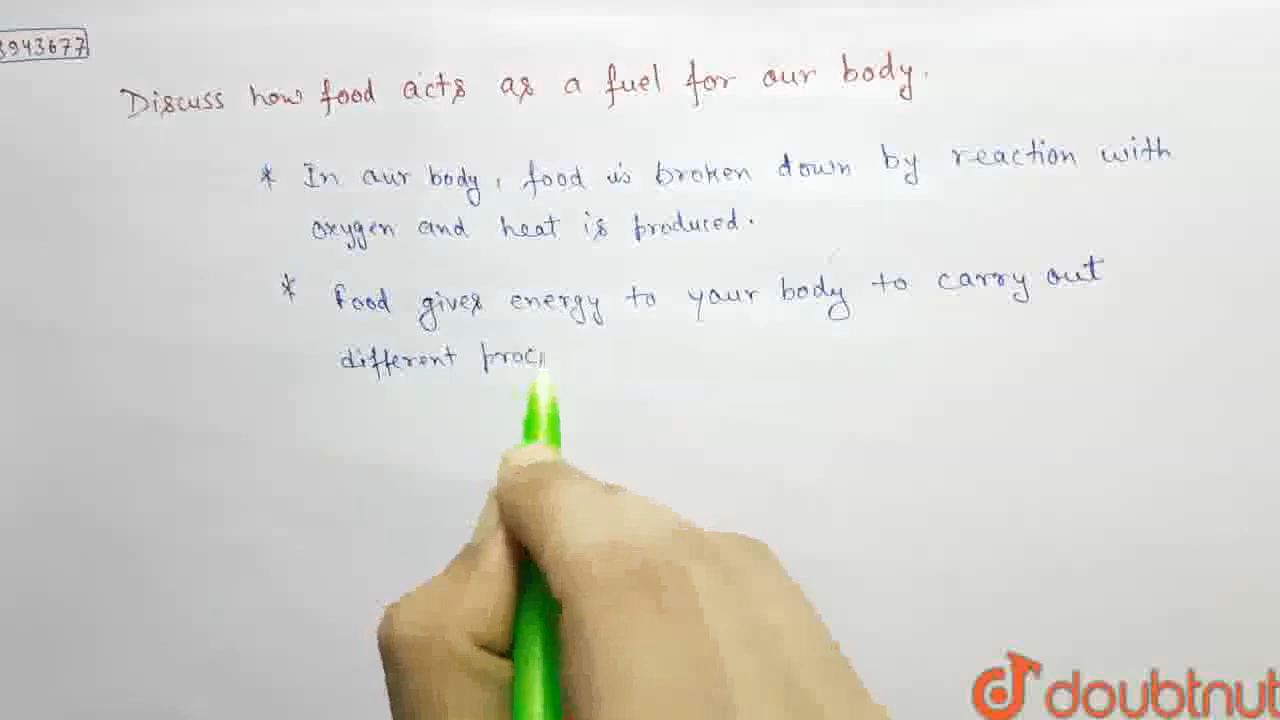 3943677
Discuss how food acts as a fuel for our body.
* In our body, food is broken down by reaction with
oxygen and heat is produced.
* Food gives energy to your body to carry out
different proc
doubtnut